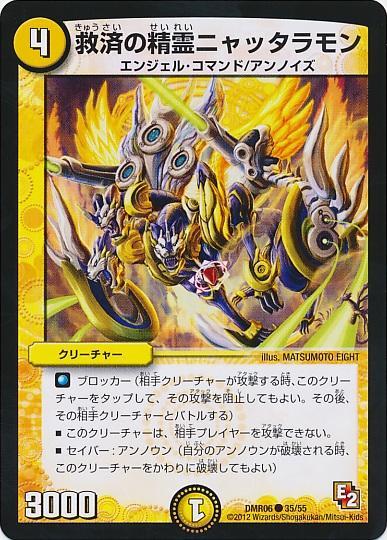 4
きゅうさい せいれい
救済の精霊ニャッタラモン
エンジェル・コマンド/アンノイズ
クリーチャー
illus. MATSUMOTO EIGHT
ブロッカー(相手クリーチャーが攻撃する時、このクリ
ーチャーをタップして、その攻撃を阻止してもよい。その後、
その相手クリーチャーとバトルする)
■ このクリーチャーは、相手プレイヤーを攻撃できない。
■ セイバー:アンノウン(自分のアンノウンが破壊される時、
このクリーチャーをかわりに破壊してもよい)
3000
1
DMR06 ● 35/55
©2012 Wizards/Shogakukan/Mitsui-Kids
E2